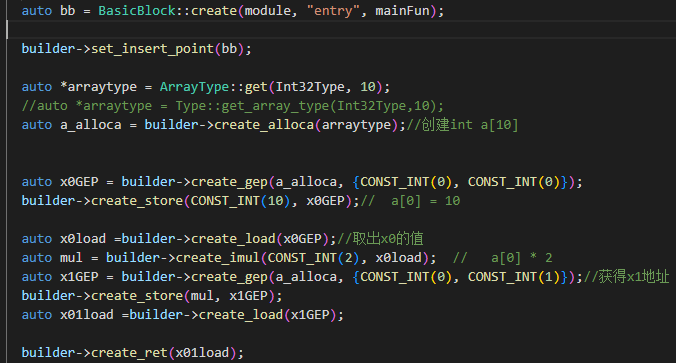 auto bb = BasicBlock::create(module, "entry", mainFun);
builder->set_insert_point(bb);
auto *arraytype = ArrayType::get(Int32Type, 10);
//auto *arraytype = Type::get_array_type(Int32Type,10);
auto a_alloca = builder->create_alloca(arraytype);//创建int a[10]
auto x0GEP = builder->create_gep(a_alloca, {CONST_INT(0), CONST_INT(0)});
builder->create_store(CONST_INT(10), x0GEP);//  a[0] = 10
auto x0load =builder->create_load(x0GEP);//取出x0的值
auto mul = builder->create_imul(CONST_INT(2), x0load);  //   a[0] * 2
auto x1GEP = builder->create_gep(a_alloca, {CONST_INT(0), CONST_INT(1)});//获得x1地址
builder->create_store(mul, x1GEP);
auto x01load =builder->create_load(x1GEP);
builder->create_ret(x01load);